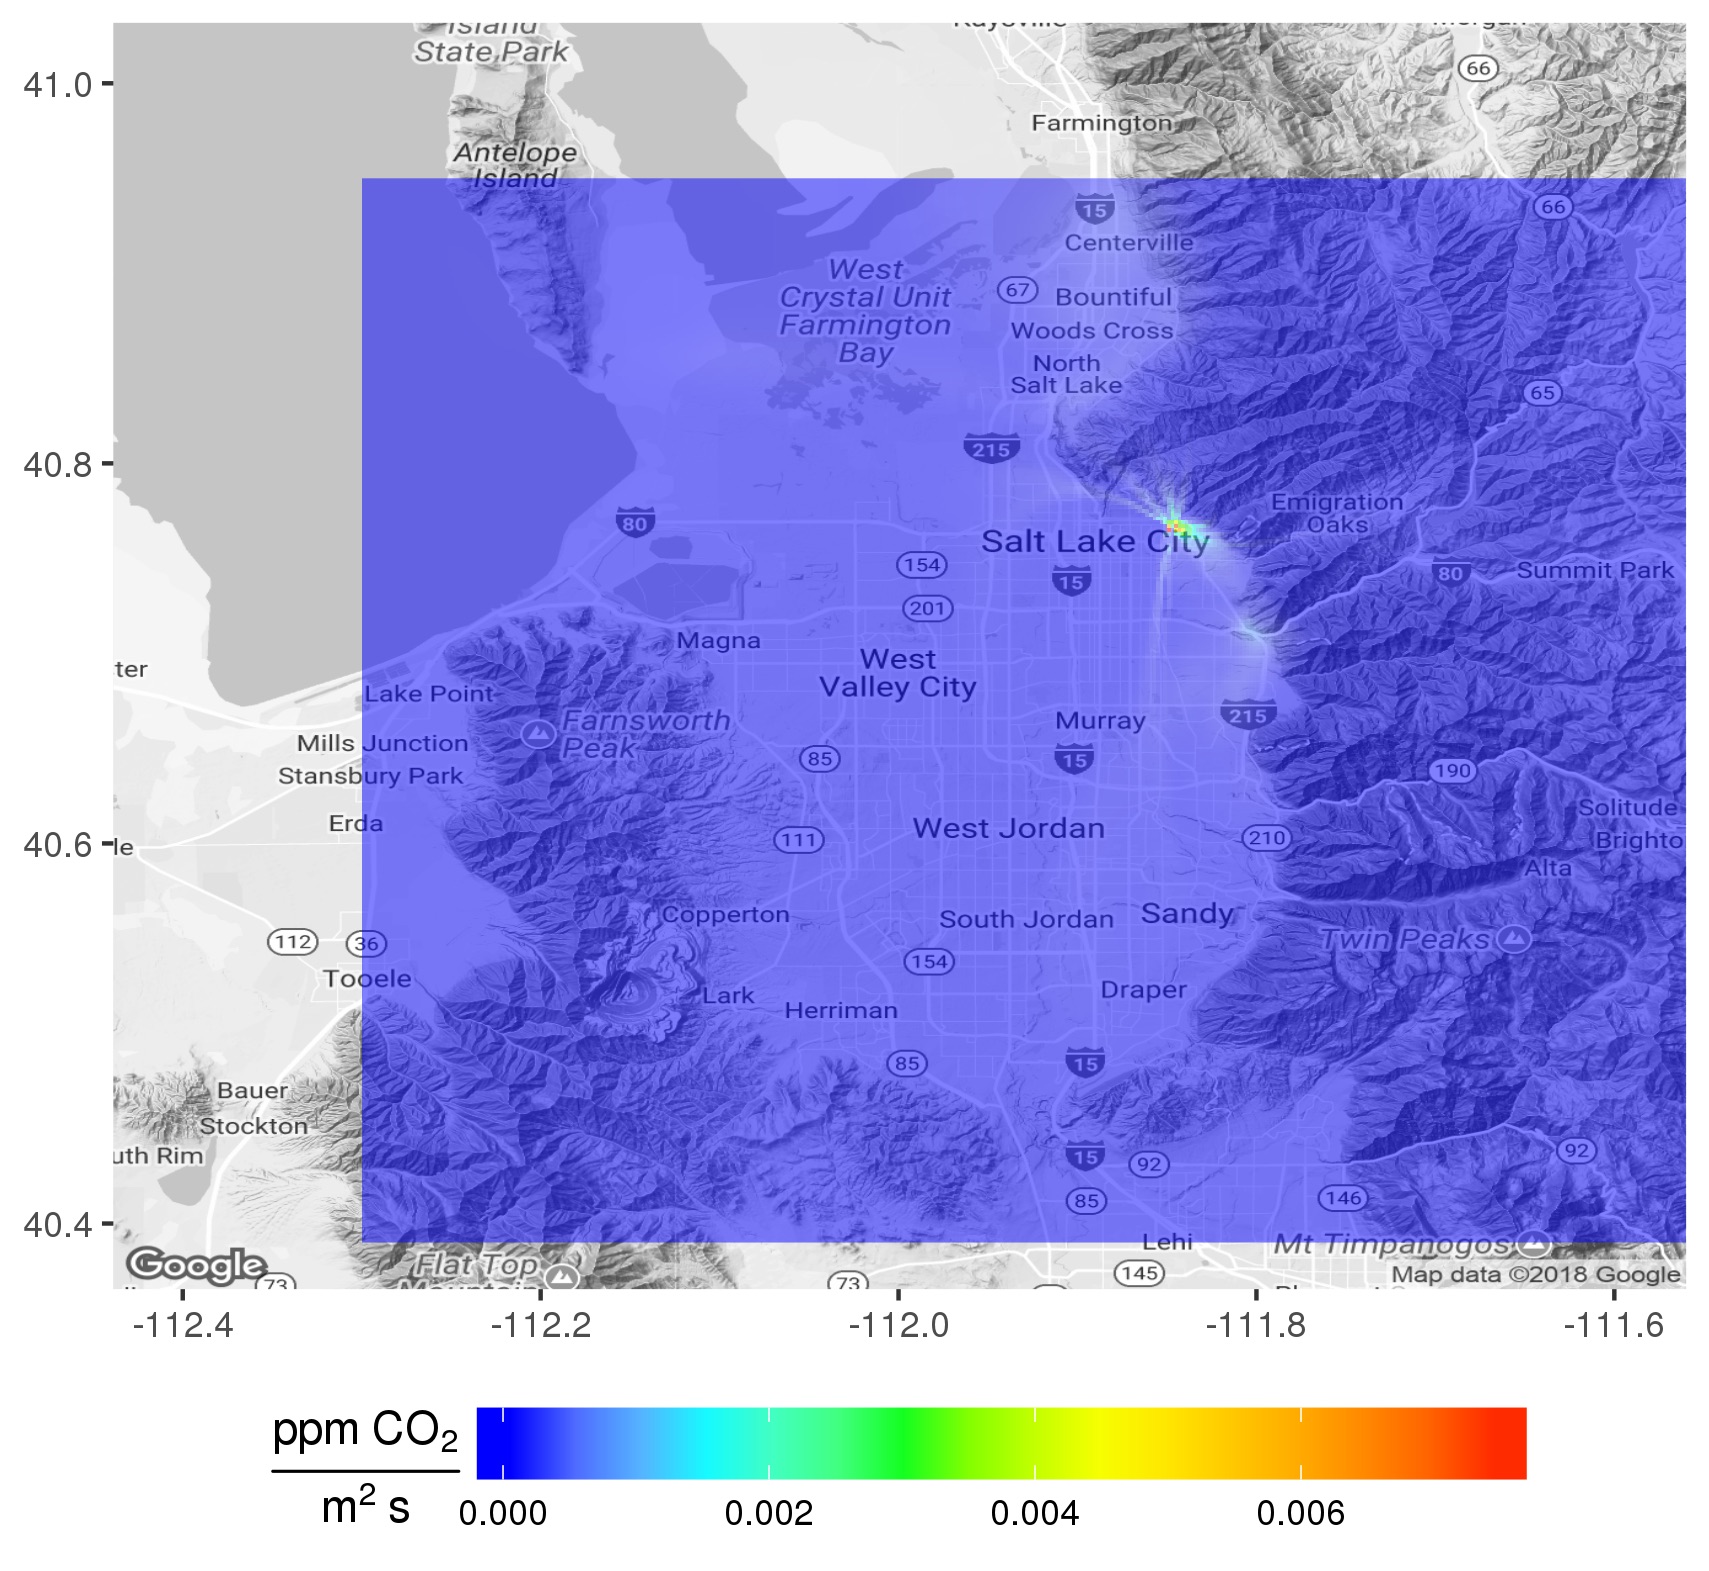 Island
State Park
Kaysville
Morgan
66
41.0
Farmington
Antelope
Island
15
66
Centerville
West
Crystal Unit
Farmington
Bay
67
Bountiful
Woods Cross
North
Salt Lake
65
215
40.8
Emigration
Oaks
80
Salt Lake City
154
15
80
Summit Park
201
Magna
West
Valley City
ter
Lake Point
Farnsworth
Peak
Murray
215
Mills Junction
Stansbury Park
85
15
190
Erda
West Jordan
Solitude
Brighto
40.6
le
111
210
Alta
Copperton
South Jordan
Sandy
112
36
Twin Peaks
Tooele
154
Lark
Draper
Herriman
85
15
Bauer
Stockton
uth Rim
15
92
92
85
146
40.4
Lehi
Mt Timpanogos
Google
Flat Top
Mountain
73
73
145
Map data ©2018 Google
-112.4
-112.2
-112.0
-111.8
-111.6
ppm CO₂
m² s
0.000
0.002
0.004
0.006